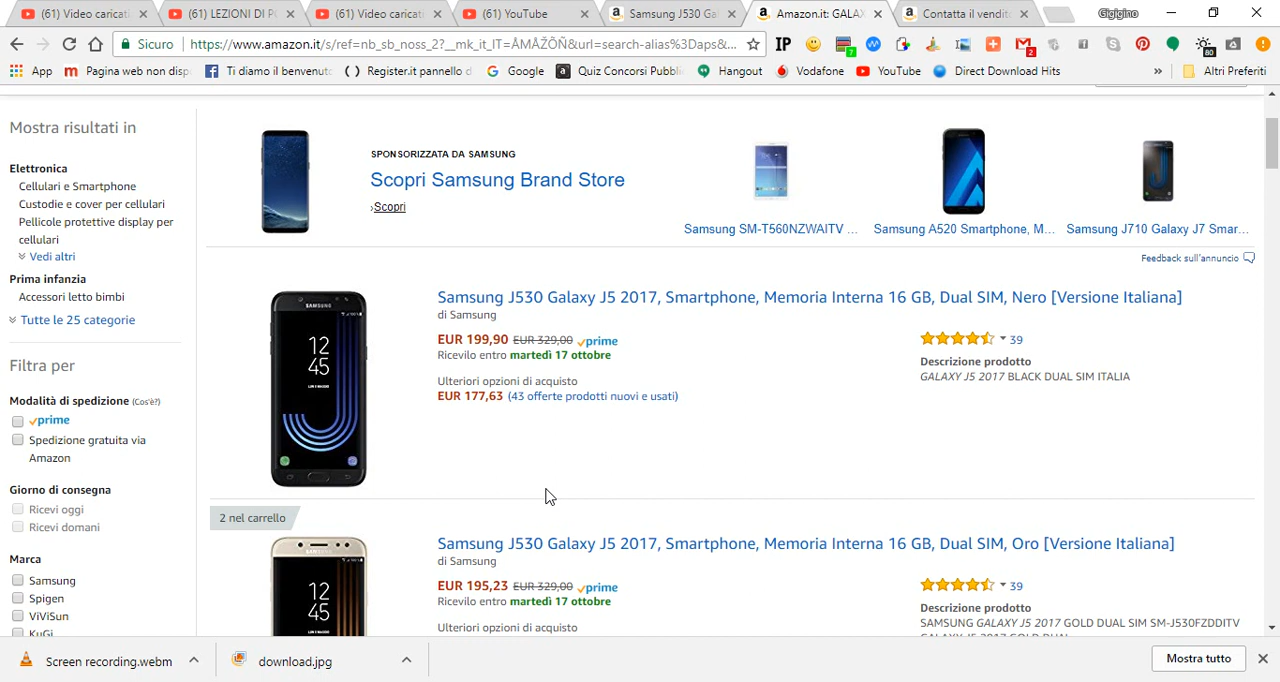 (61) Video caricati
(61) LEZIONI DI P
(61) Video caricati
(61) YouTube
Samsung J530 Ga
Amazon.it: GALAX
Contatta il vendito
Gigigino
Sicuro
https://www.amazon.it/s/ref=nb_sb_noss_2?__mk_it_IT=ÅMÅŽÕÑ&url=search-alias%3Daps&...
IP
7
2
80
App
Pagina web non disp
Ti diamo il benvenuto
Register.it pannello d
Google
Quiz Concorsi Pubbli
Hangout
Vodafone
YouTube
Direct Download Hits
»
Altri Preferiti
Mostra risultati in
Elettronica
Cellulari e Smartphone
Custodie e cover per cellulari
Pellicole protettive display per
cellulari
Vedi altri
Prima infanzia
Accessori letto bimbi
Tutte le 25 categorie
Filtra per
Modalità di spedizione (Cos'è?)
prime
Spedizione gratuita via
Amazon
Giorno di consegna
Ricevi oggi
Ricevi domani
Marca
Samsung
Spigen
ViViSun
KuGi
SPONSORIZZATA DA SAMSUNG
Scopri Samsung Brand Store
›Scopri
Samsung SM-T560NZWAITV ...
Samsung A520 Smartphone, M...
Samsung J710 Galaxy J7 Smar...
Feedback sull'annuncio
SAMSUNG
12
45
Samsung J530 Galaxy J5 2017, Smartphone, Memoria Interna 16 GB, Dual SIM, Nero [Versione Italiana]
di Samsung
EUR 199,90 EUR 329,00 prime
Ricevilo entro martedì 17 ottobre
Ulteriori opzioni di acquisto
EUR 177,63 (43 offerte prodotti nuovi e usati)
39
Descrizione prodotto
GALAXY J5 2017 BLACK DUAL SIM ITALIA
2 nel carrello
12
45
Samsung J530 Galaxy J5 2017, Smartphone, Memoria Interna 16 GB, Dual SIM, Oro [Versione Italiana]
di Samsung
EUR 195,23 EUR 329,00 prime
Ricevilo entro martedì 17 ottobre
Ulteriori opzioni di acquisto
39
Descrizione prodotto
SAMSUNG GALAXY J5 2017 GOLD DUAL SIM SM-J530FZDDITV
GALAXY J5 2017 GOLD DUAL
Screen recording.webm
download.jpg
Mostra tutto